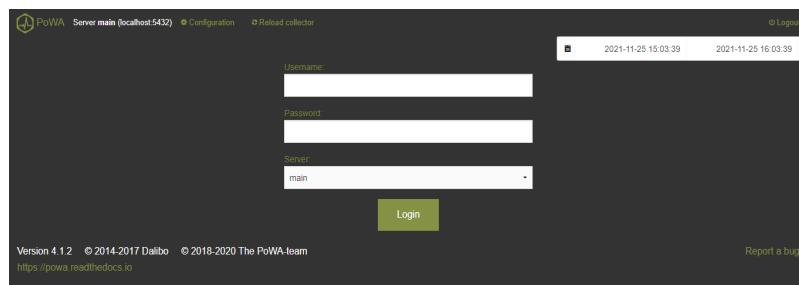 PoWA Server main (localhost:5432) Configuration Reload collector Logout
2021-11-25 15:03:39 2021-11-25 16:03:39
Username:
Password:
Server:
main
Login
Version 4.1.2 © 2014-2017 Dalibo © 2018-2020 The PoWA-team Report a bug
https://powa.readthedocs.io